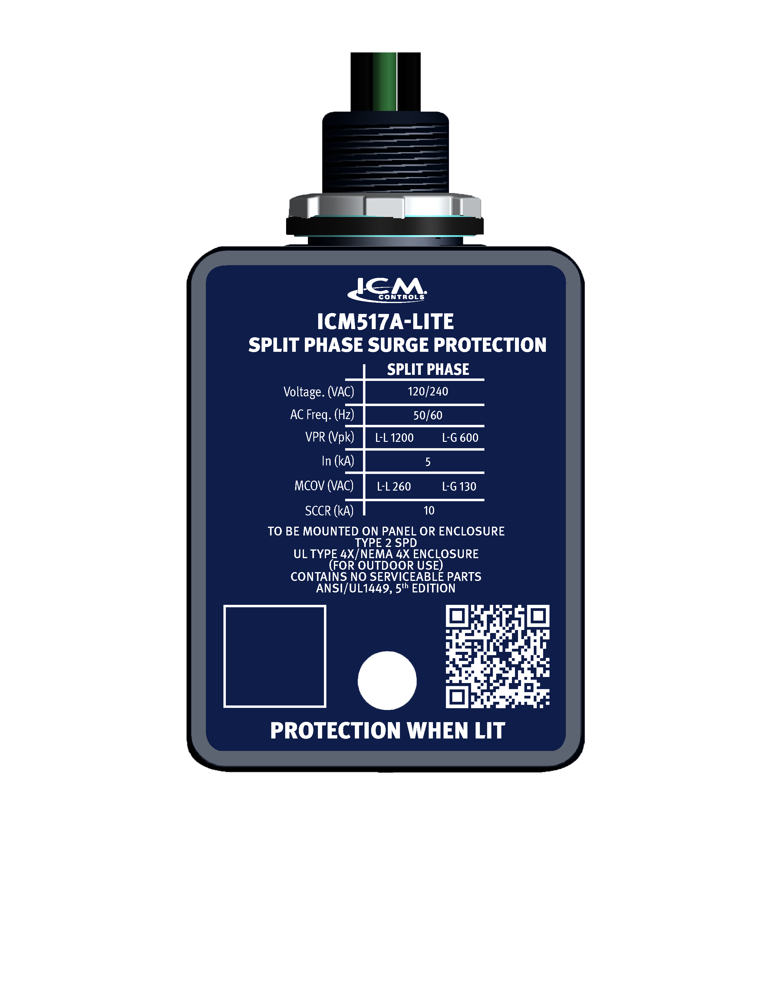 ICM®
CONTROLS
ICM517A-LITE
SPLIT PHASE SURGE PROTECTION
SPLIT PHASE
Voltage. (VAC) 120/240
AC Freq. (Hz) 50/60
VPR (Vpk) L-L 1200 L-G 600
In (kA) 5
MCOV (VAC) L-L 260 L-G 130
SCCR (kA) 10
TO BE MOUNTED ON PANEL OR ENCLOSURE
TYPE 2 SPD
UL TYPE 4X/NEMA 4X ENCLOSURE
(FOR OUTDOOR USE)
CONTAINS NO SERVICEABLE PARTS
ANSI/UL1449, 5th EDITION
PROTECTION WHEN LIT